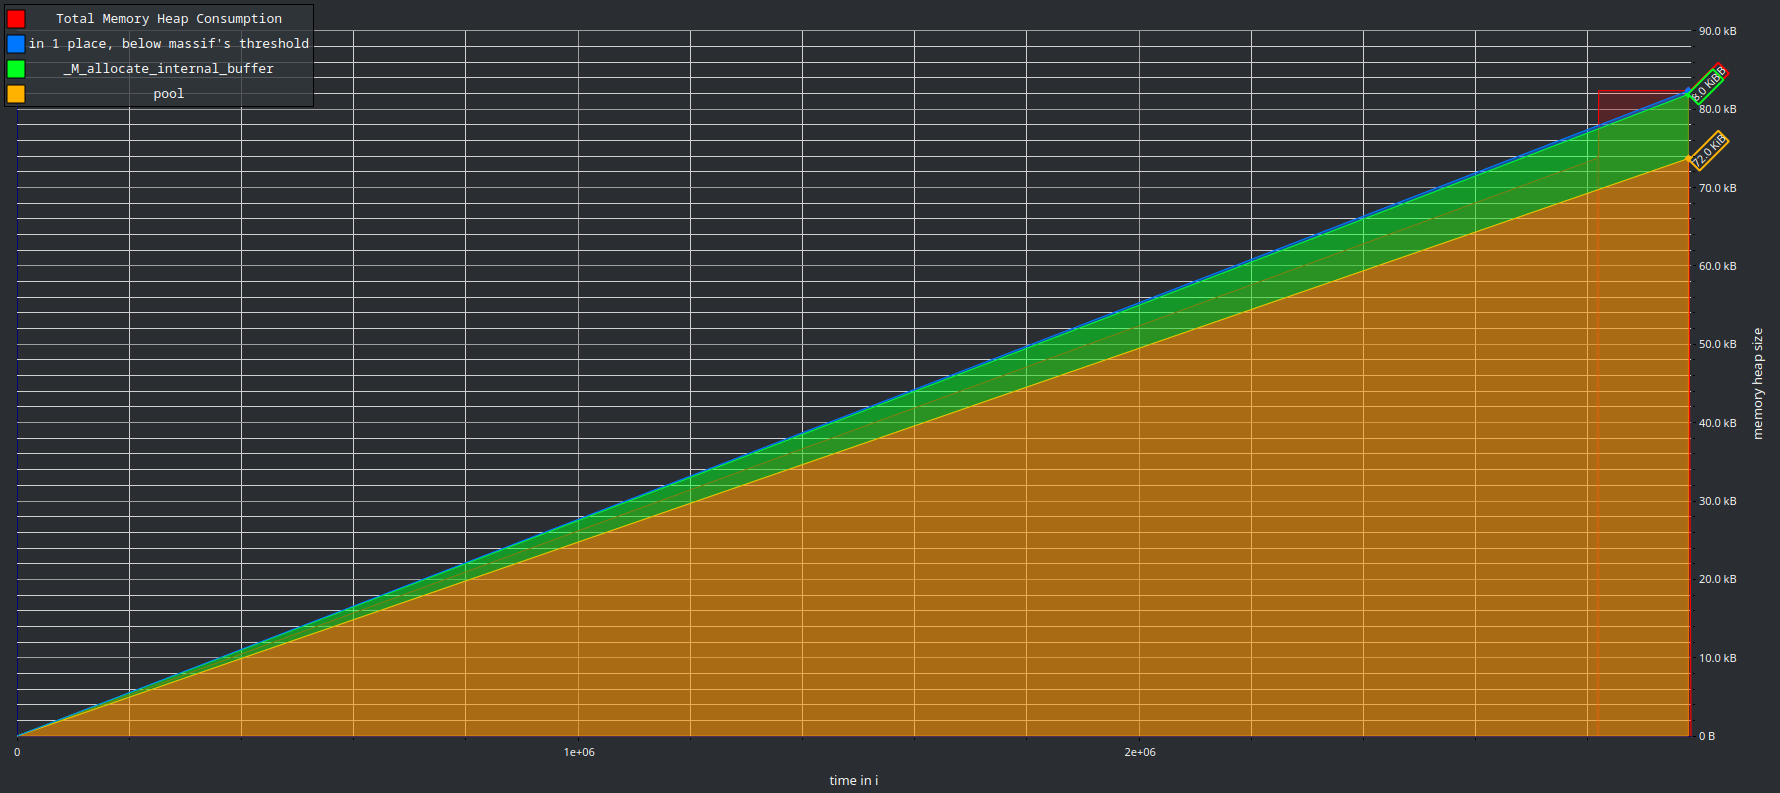 Total Memory Heap Consumption
in 1 place, below massif's threshold
_M_allocate_internal_buffer
pool
90.0 kB
8.0 KiB
80.0 kB
72.0 KiB
70.0 kB
60.0 kB
50.0 kB
memory heap size
40.0 kB
30.0 kB
20.0 kB
10.0 kB
0 B
0
1e+06
2e+06
time in i